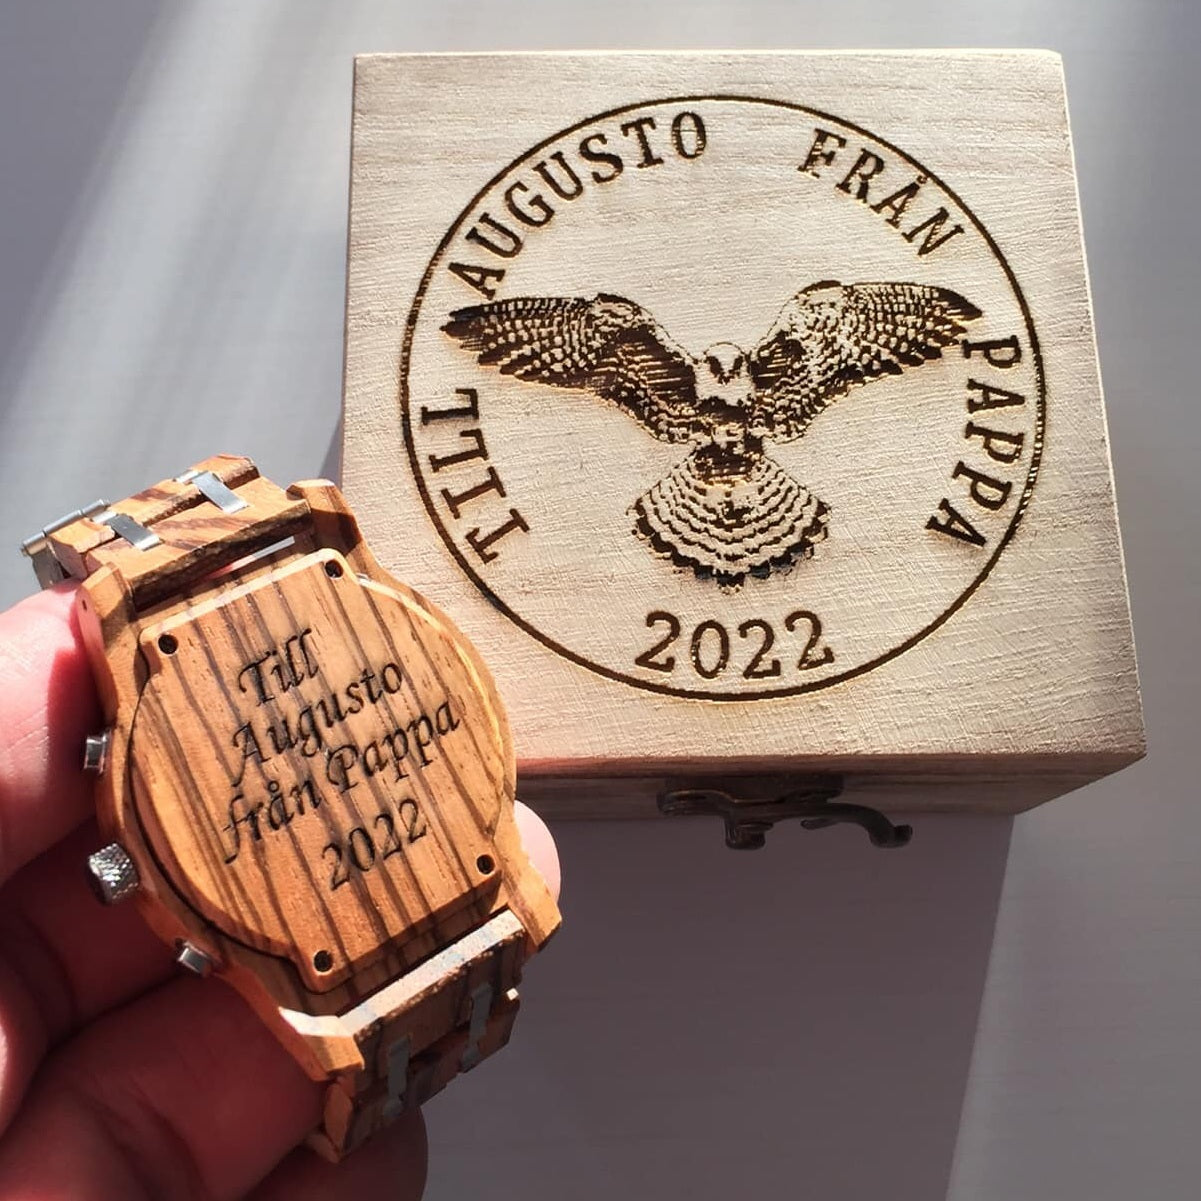 TILL AUGUSTO FRÅN PAPPA
2022
Till
Augusto
från Pappa
2022